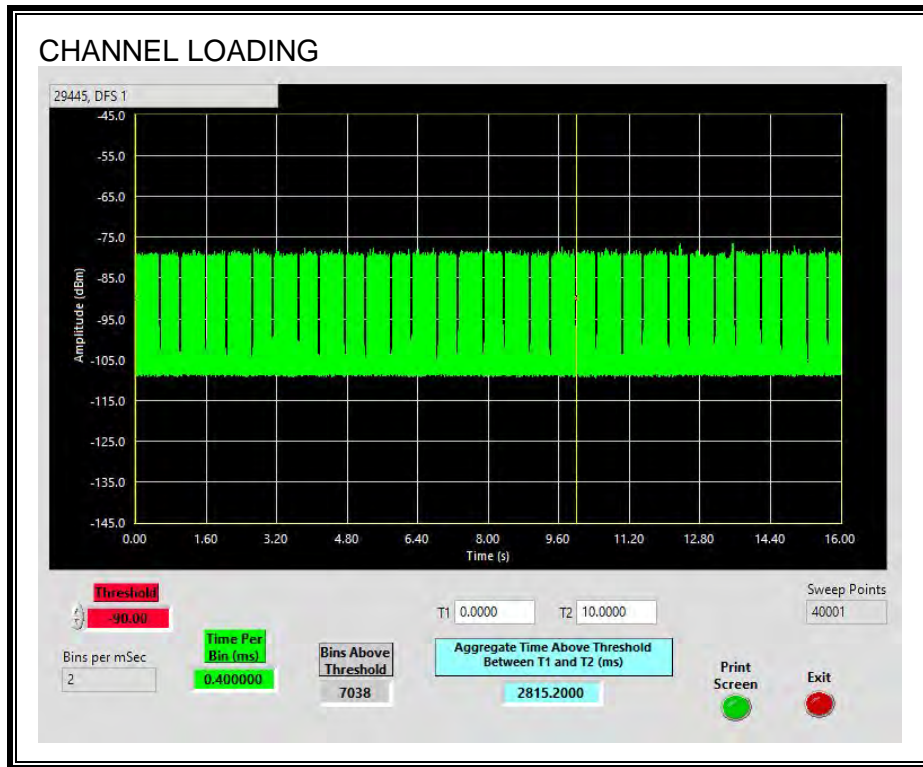 CHANNEL LOADING
29445, DFS 1
-45.0
-55.0
-65.0
-75.0
-85.0
-95.0
-105.0
-115.0
-125.0
-135.0
-145.0
Amplitude (dBm)
0.00 1.60 3.20 4.80 6.40 8.00 9.60 11.20 12.80 14.40 16.00
Time (s)
Threshold
-90.00
Bins per mSec
2
Time Per
Bin (ms)
0.400000
Bins Above
Threshold
7038
T1 0.0000 T2 10.0000
Aggregate Time Above Threshold
Between T1 and T2 (ms)
2815.2000
Sweep Points
40001
Print
Screen
Exit